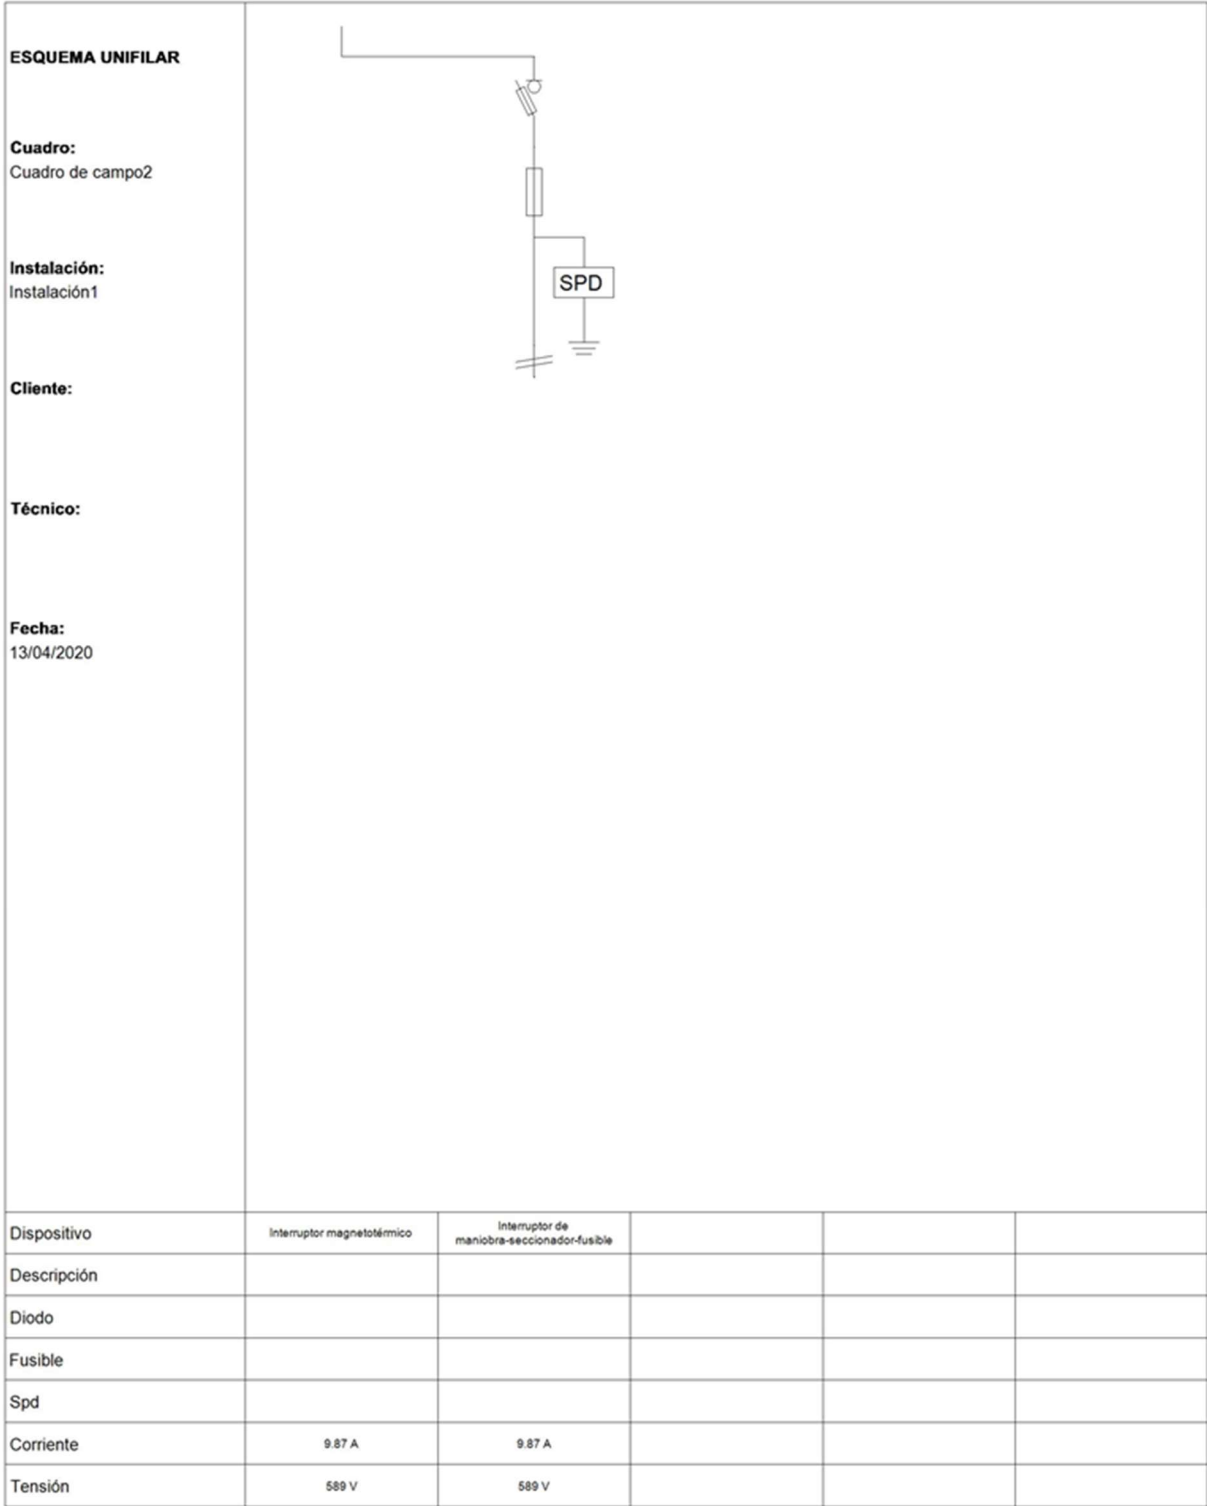 ESQUEMA UNIFILAR
Cuadro:
Cuadro de campo2
Instalación:
Instalación1
SPD
Cliente:
Técnico:
Fecha:
13/04/2020
Dispositivo
Interruptor magnetotérmico
Interruptor de
maniobra-seccionador-fusible
Descripción
Diodo
Fusible
Spd
Corriente
9.87 A
9.87 A
Tensión
589 V
589 V